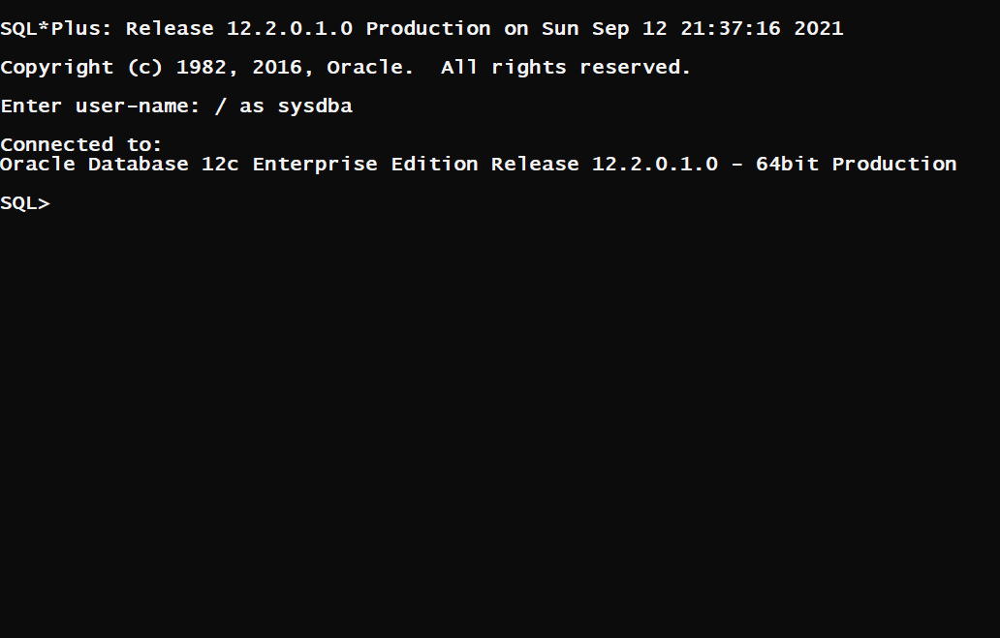 SQL*Plus: Release 12.2.0.1.0 Production on Sun Sep 12 21:37:16 2021
Copyright (c) 1982, 2016, Oracle.  All rights reserved.
Enter user-name: / as sysdba
Connected to:
Oracle Database 12c Enterprise Edition Release 12.2.0.1.0 - 64bit Production
SQL>